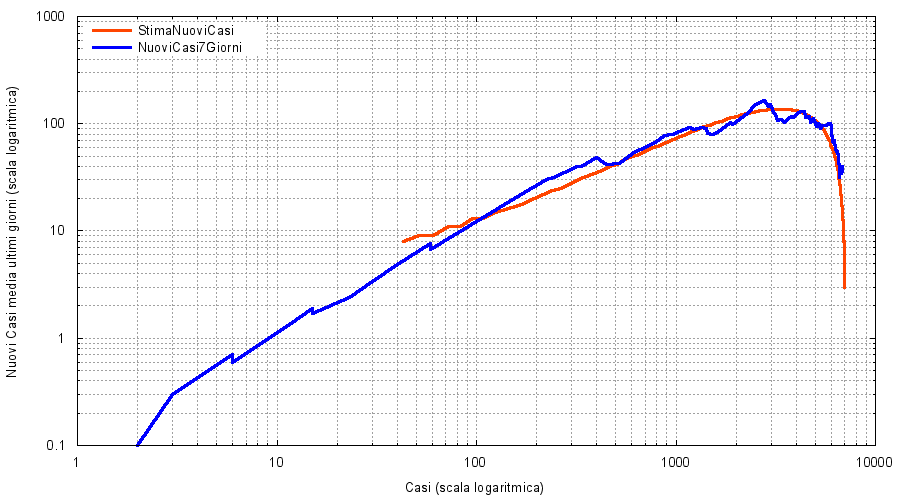 1000
StimaNuoviCasi
NuoviCasi7Giorni
100
10
1
0.1
1
10
100
1000
10000
Nuovi Casi media ultimi giorni (scala logaritmica)
Casi (scala logaritmica)